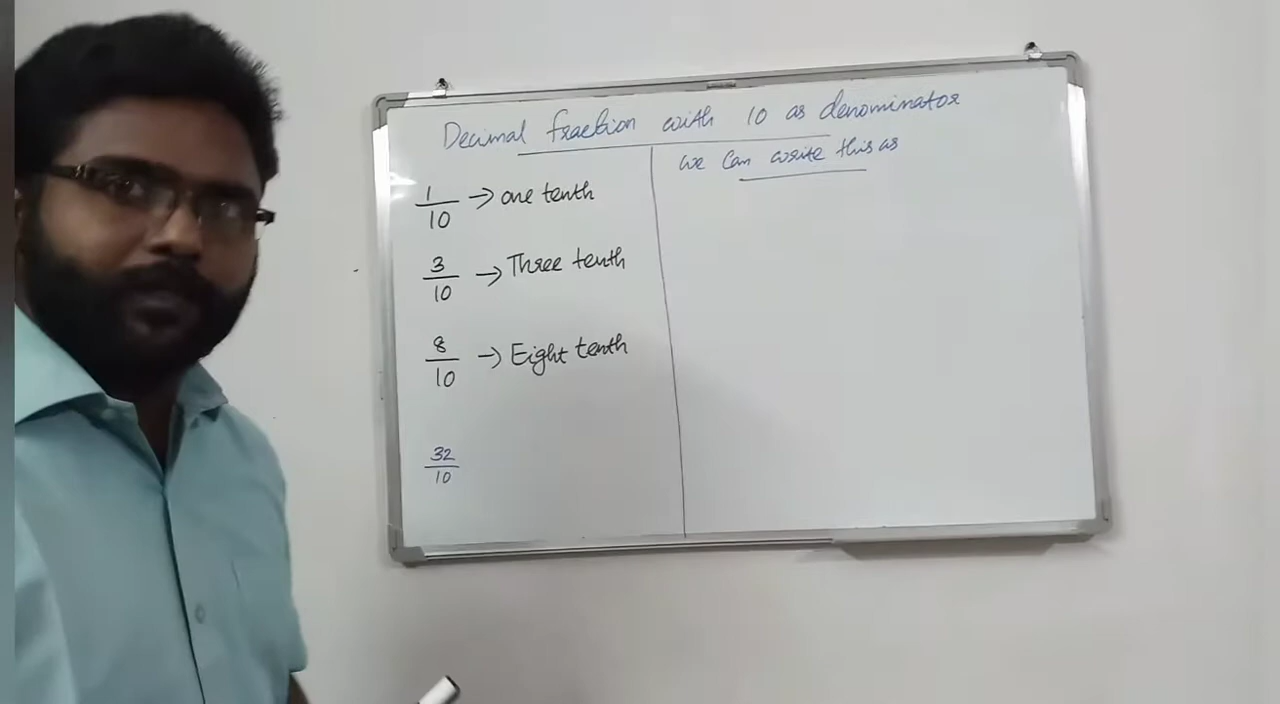 Decimal fraction with 10 as denominator
we can write this as
1/10 → one tenth
3/10 → Three tenth
8/10 → Eight tenth
32/10